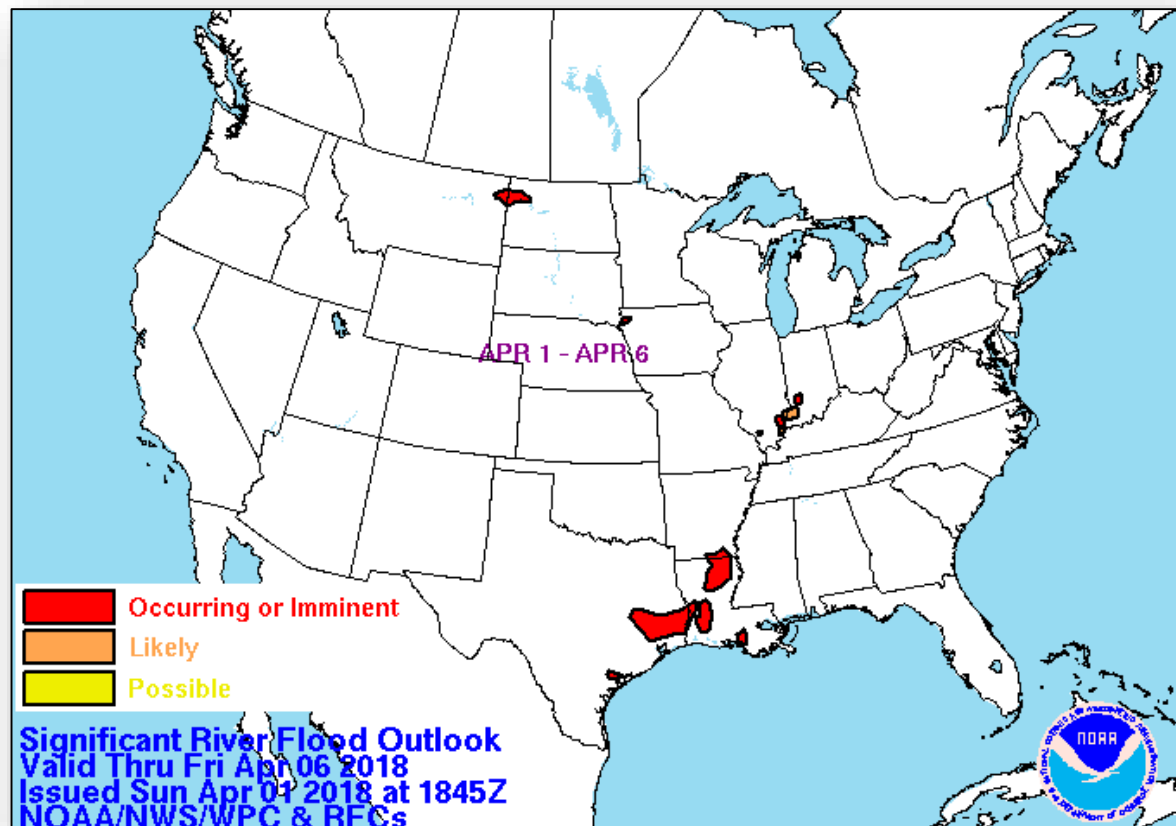 APR 1 - APR 6
Occurring or Imminent
Likely
Possible
Significant River Flood Outlook
Valid Thru Fri Apr 06 2018
Issued Sun Apr 01 2018 at 1845Z
NOAA/NWS/WPC & RFCs
NOAA